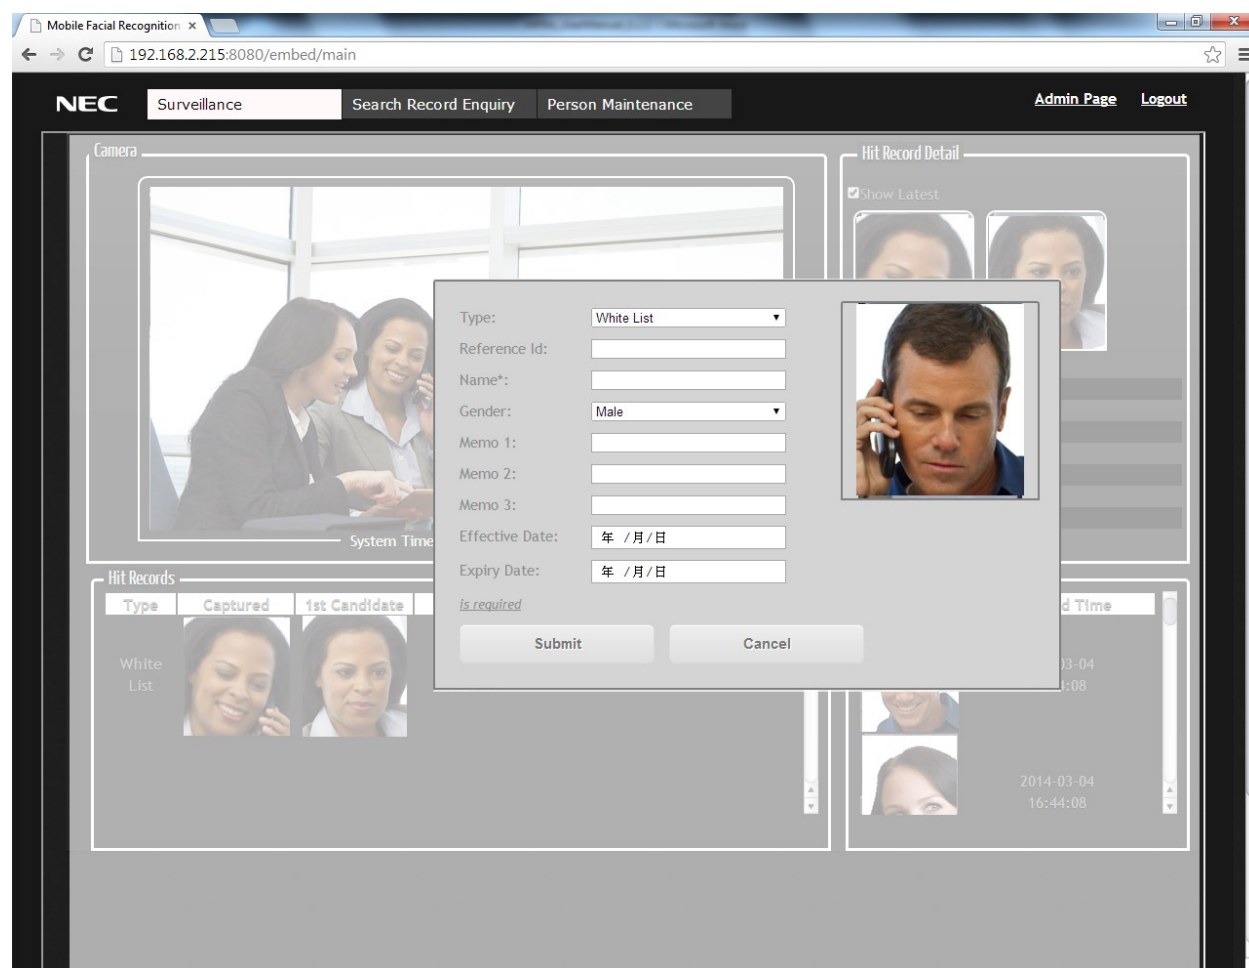 Mobile Facial Recognition
192.168.2.215:8080/embed/main
NEC
Surveillance
Search Record Enquiry
Person Maintenance
Admin Page
Logout
Camera
Hit Record Detail
Show Latest
Type:
White List
Reference Id:
Name*:
Gender:
Male
Memo 1:
Memo 2:
Memo 3:
System Time
Effective Date:
年 /月/日
Expiry Date:
年 /月/日
is required
Submit
Cancel
Hit Records
Type
Captured
1st Candidate
d Time
White
List
03-04
:08
2014-03-04
16:44:08